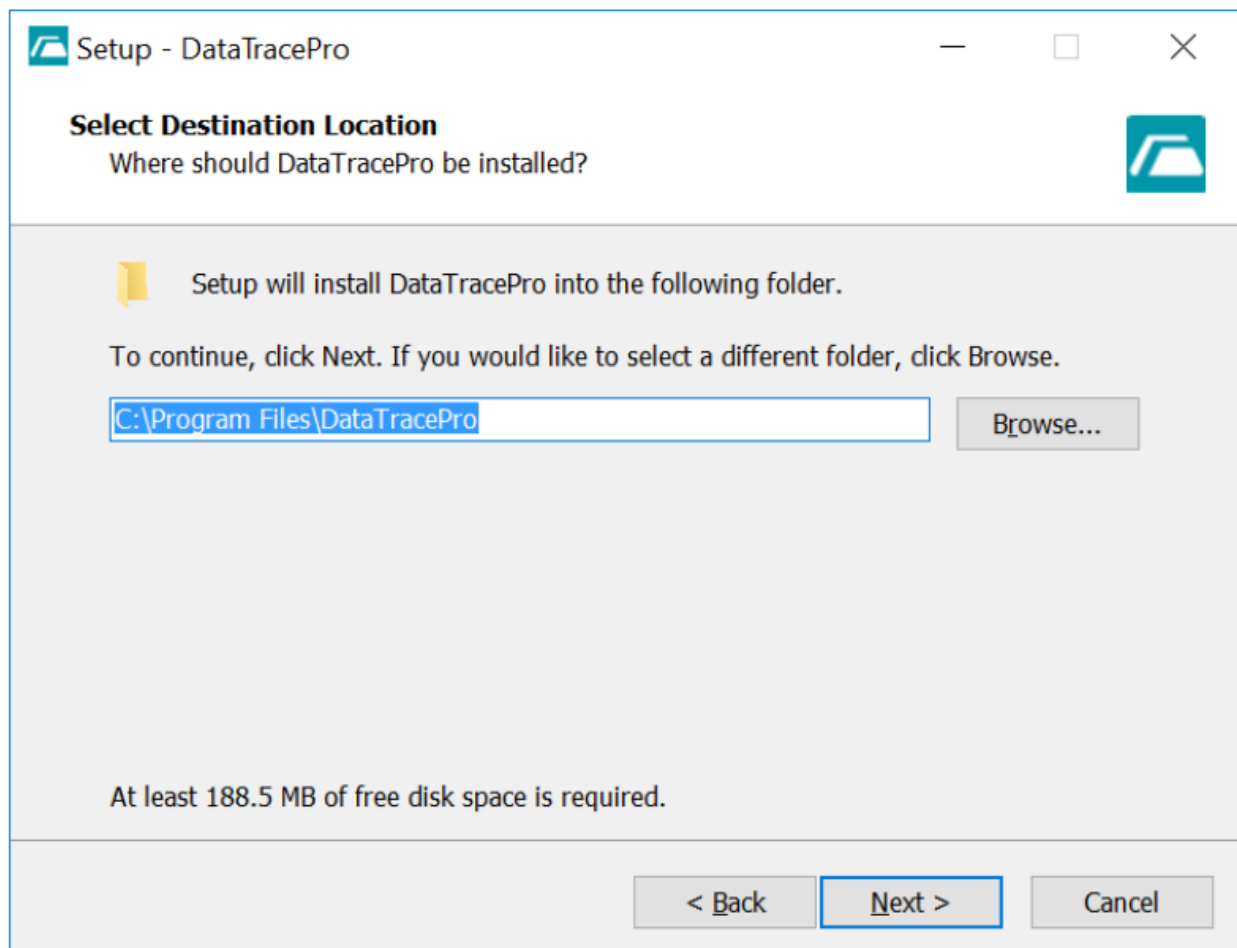 Setup - DataTracePro
Select Destination Location
Where should DataTracePro be installed?
Setup will install DataTracePro into the following folder.
To continue, click Next. If you would like to select a different folder, click Browse.
C:\Program Files\DataTracePro
Browse...
At least 188.5 MB of free disk space is required.
< Back
Next >
Cancel